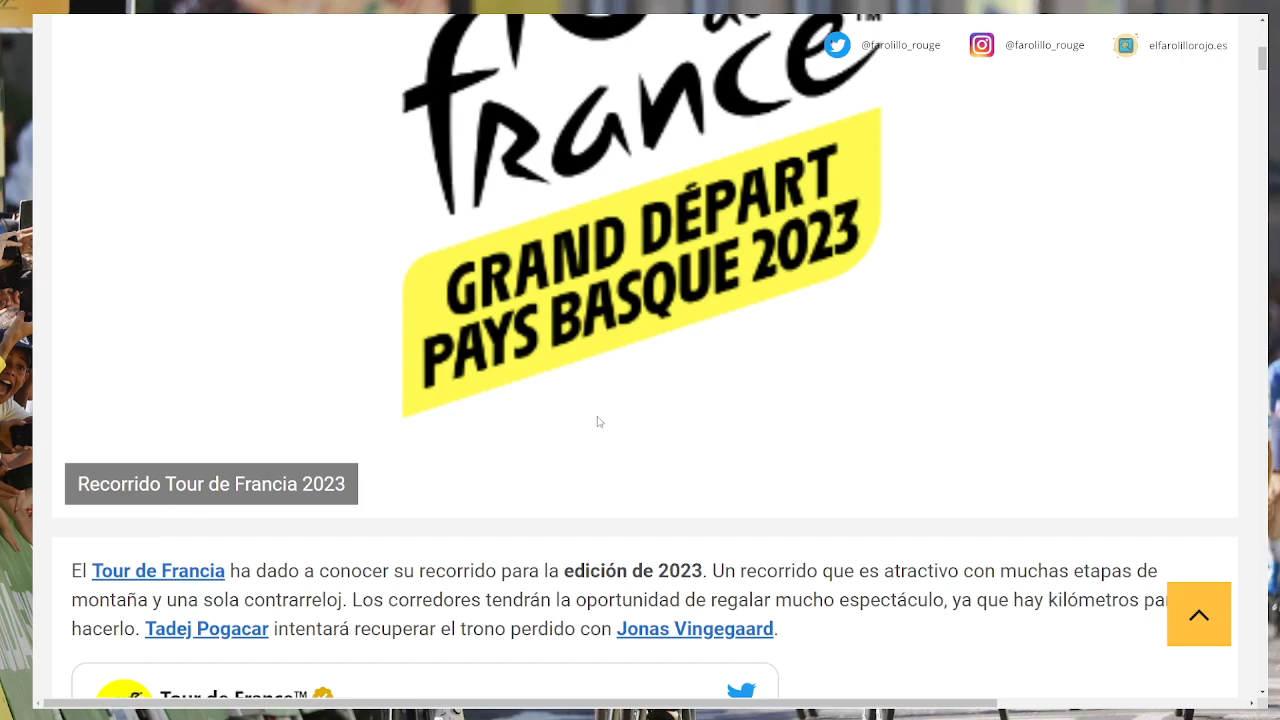 france
™
@farolillo_rouge
@farolillo_rouge
elfarolillorojo.es
GRAND DÉPART
PAYS BASQUE 2023
Recorrido Tour de Francia 2023
El Tour de Francia ha dado a conocer su recorrido para la edición de 2023. Un recorrido que es atractivo con muchas etapas de
montaña y una sola contrarreloj. Los corredores tendrán la oportunidad de regalar mucho espectáculo, ya que hay kilómetros
hacerlo. Tadej Pogacar intentará recuperar el trono perdido con Jonas Vingegaard.
Tour de France™